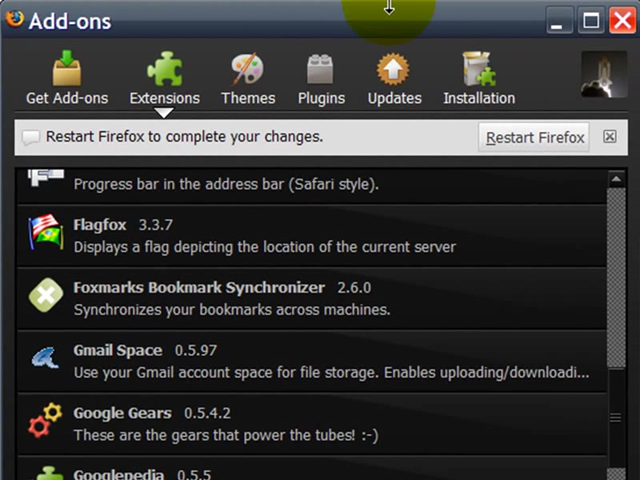 Add-ons
Get Add-ons Extensions Themes Plugins Updates Installation
Restart Firefox to complete your changes. Restart Firefox
Progress bar in the address bar (Safari style).
Flagfox 3.3.7
Displays a flag depicting the location of the current server
Foxmarks Bookmark Synchronizer 2.6.0
Synchronizes your bookmarks across machines.
Gmail Space 0.5.97
Use your Gmail account space for file storage. Enables uploading/downloadi...
Google Gears 0.5.4.2
These are the gears that power the tubes! :-)
Googlepedia 0.5.5